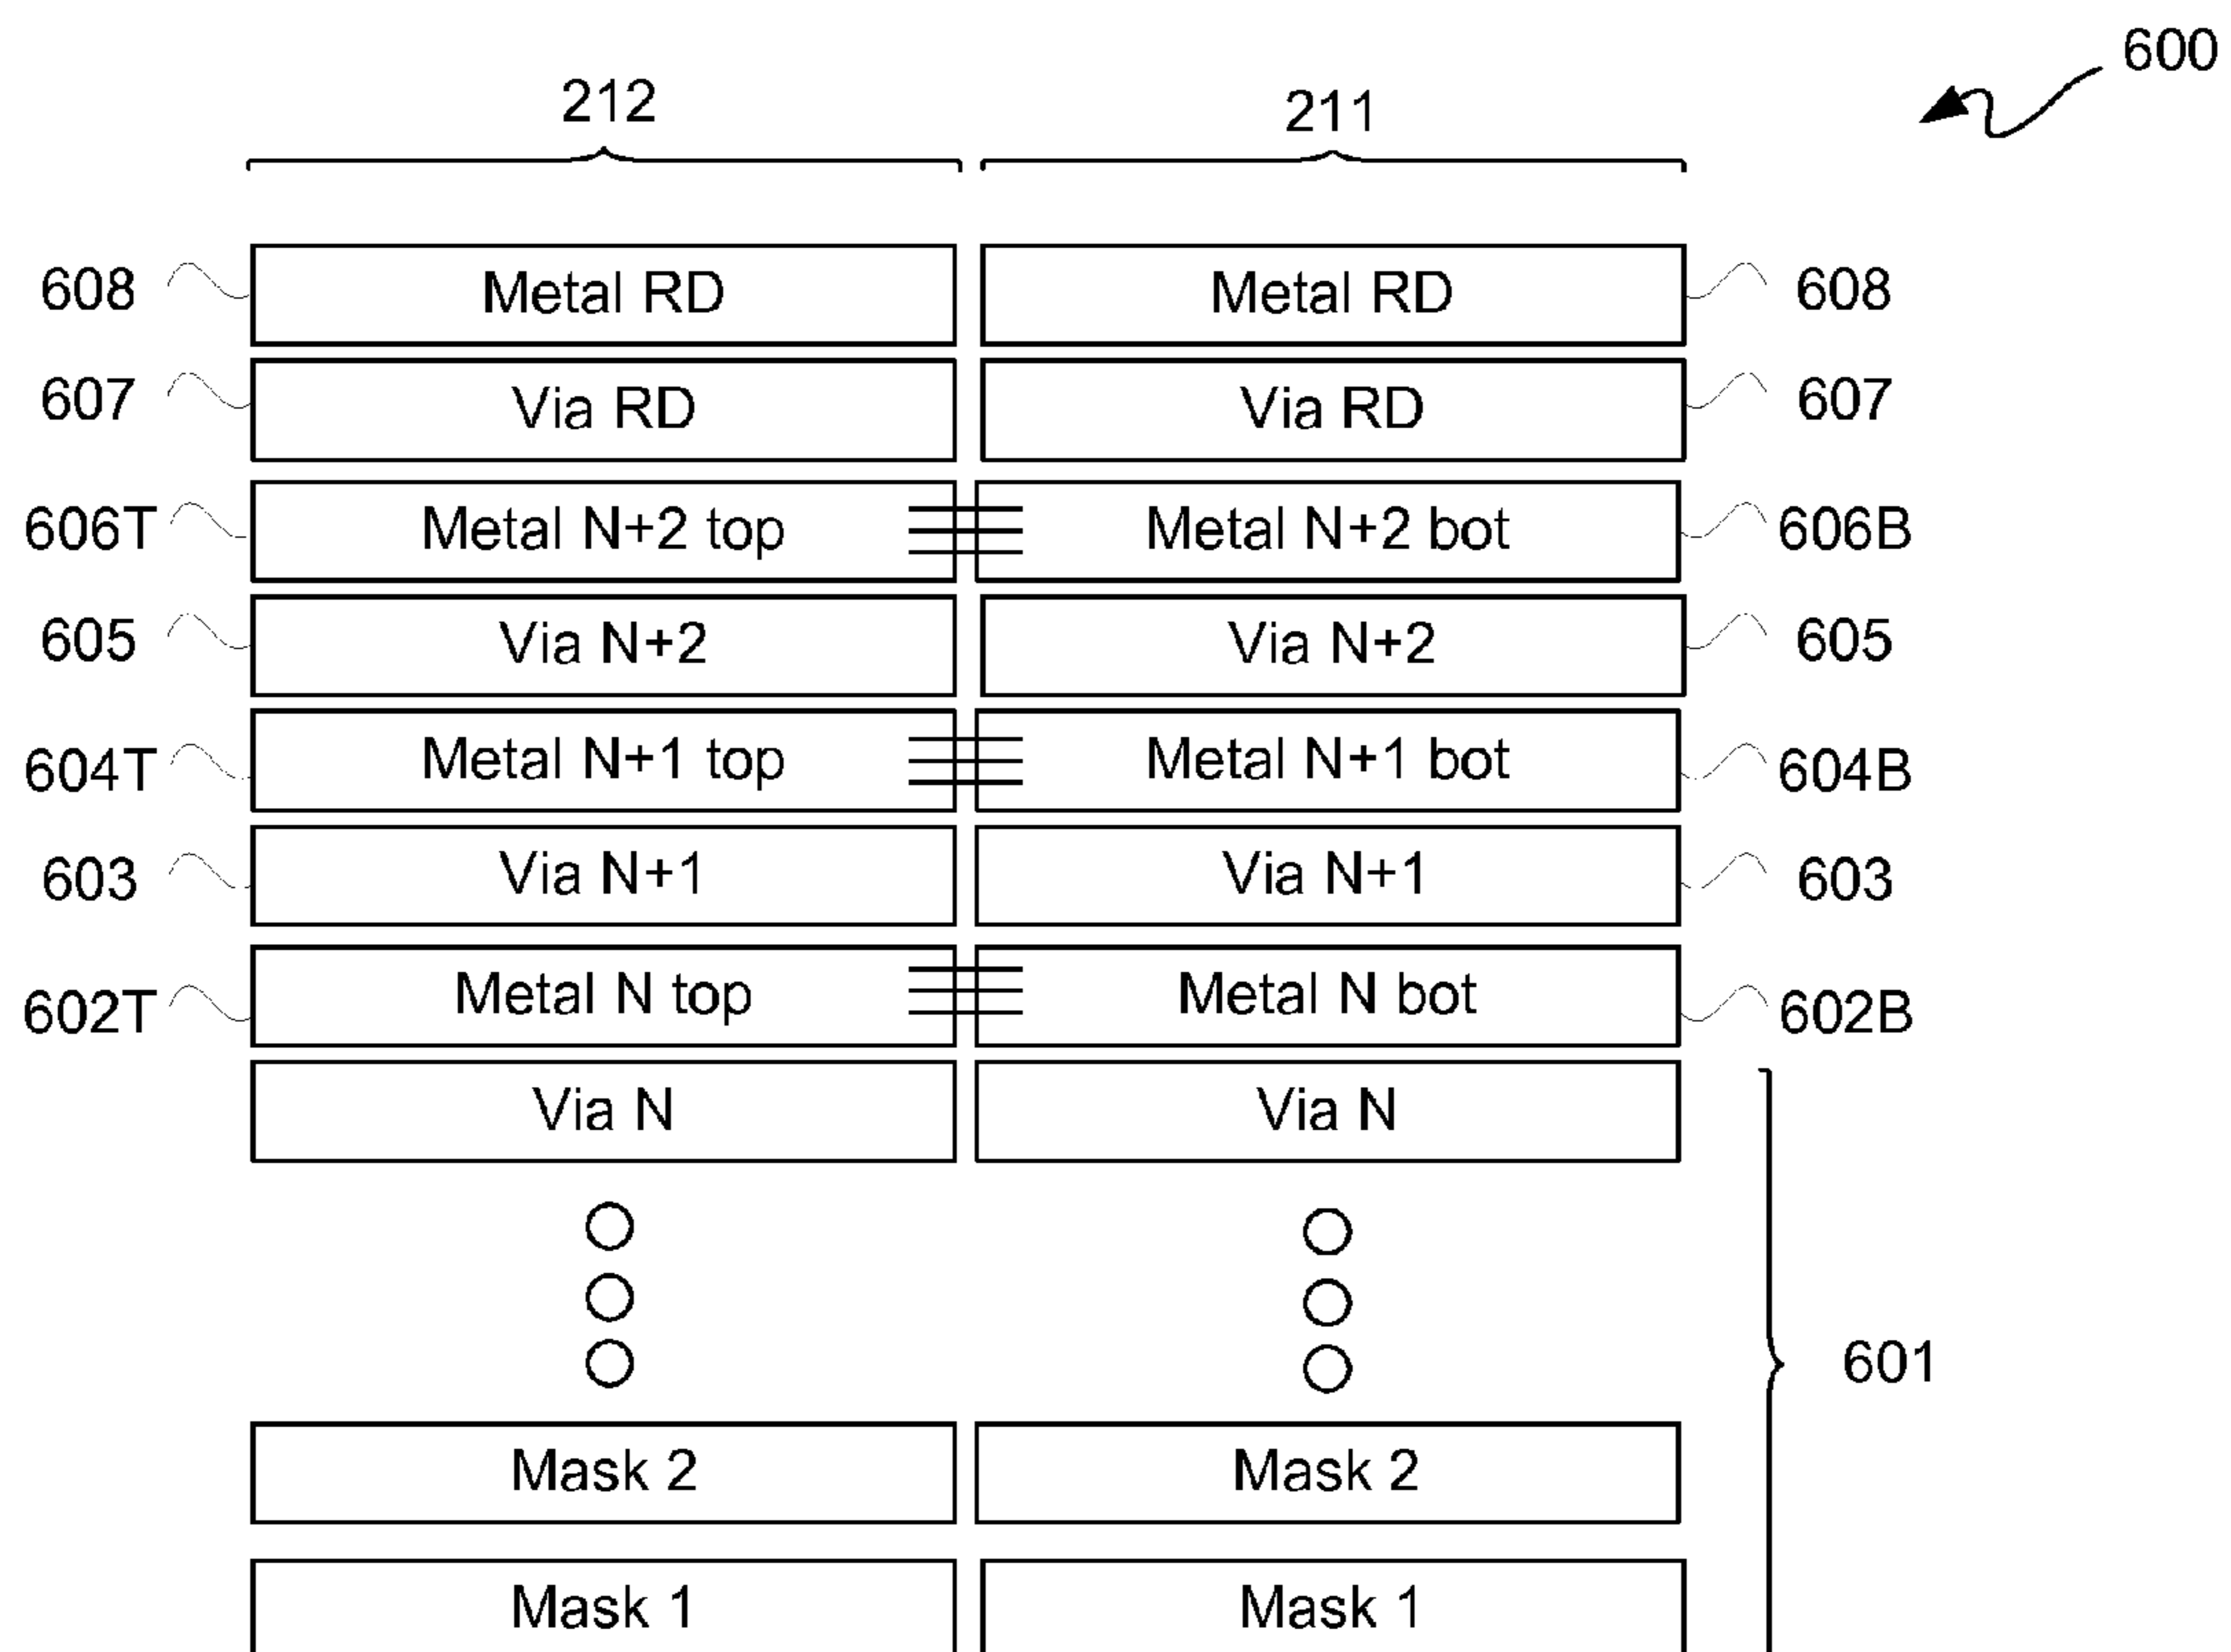 600
212 211
608 Metal RD Metal RD 608
607 Via RD Via RD 607
606T Metal N+2 top Metal N+2 bot 606B
605 Via N+2 Via N+2 605
604T Metal N+1 top Metal N+1 bot 604B
603 Via N+1 Via N+1 603
602T Metal N top Metal N bot 602B
Via N Via N
601
Mask 2 Mask 2
Mask 1 Mask 1